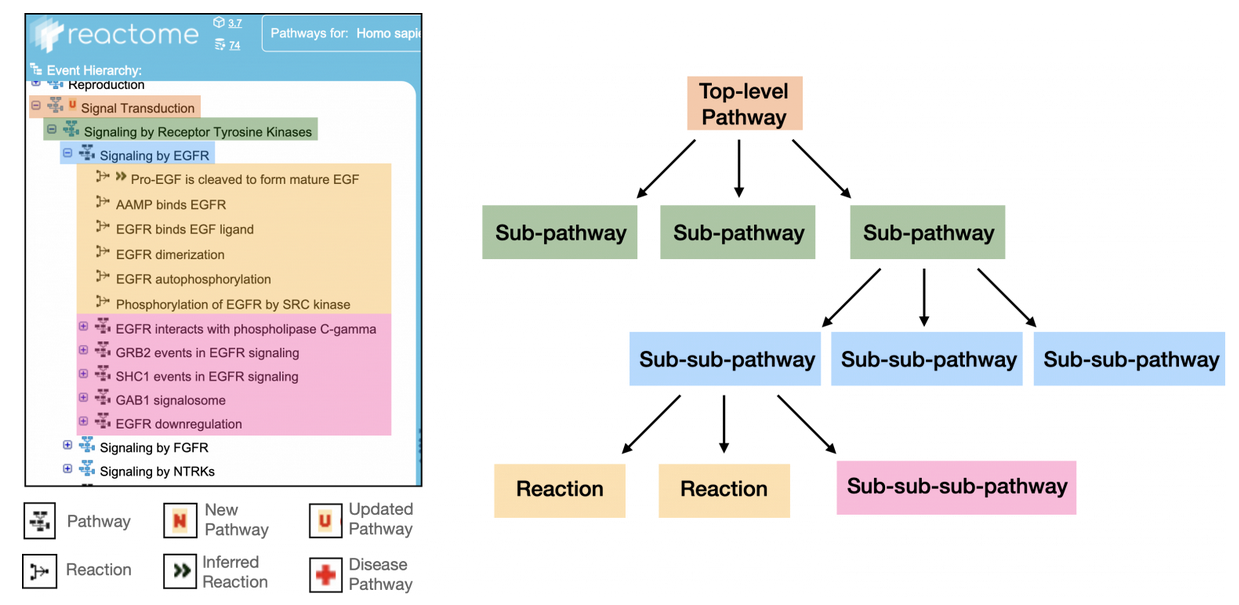 reactome
3.7
74
Pathways for: Homo sapie
Event Hierarchy:
Reproduction
U Signal Transduction
Signaling by Receptor Tyrosine Kinases
Signaling by EGFR
Pro-EGF is cleaved to form mature EGF
AAMP binds EGFR
EGFR binds EGF ligand
EGFR dimerization
EGFR autophosphorylation
Phosphorylation of EGFR by SRC kinase
EGFR interacts with phospholipase C-gamma
GRB2 events in EGFR signaling
SHC1 events in EGFR signaling
GAB1 signalosome
EGFR downregulation
Signaling by FGFR
Signaling by NTRKs
Pathway
N
New
Pathway
U
Updated
Pathway
Reaction
Inferred
Reaction
Disease
Pathway
Top-level
Pathway
Sub-pathway
Sub-pathway
Sub-pathway
Sub-sub-pathway
Sub-sub-pathway
Sub-sub-pathway
Reaction
Reaction
Sub-sub-sub-pathway